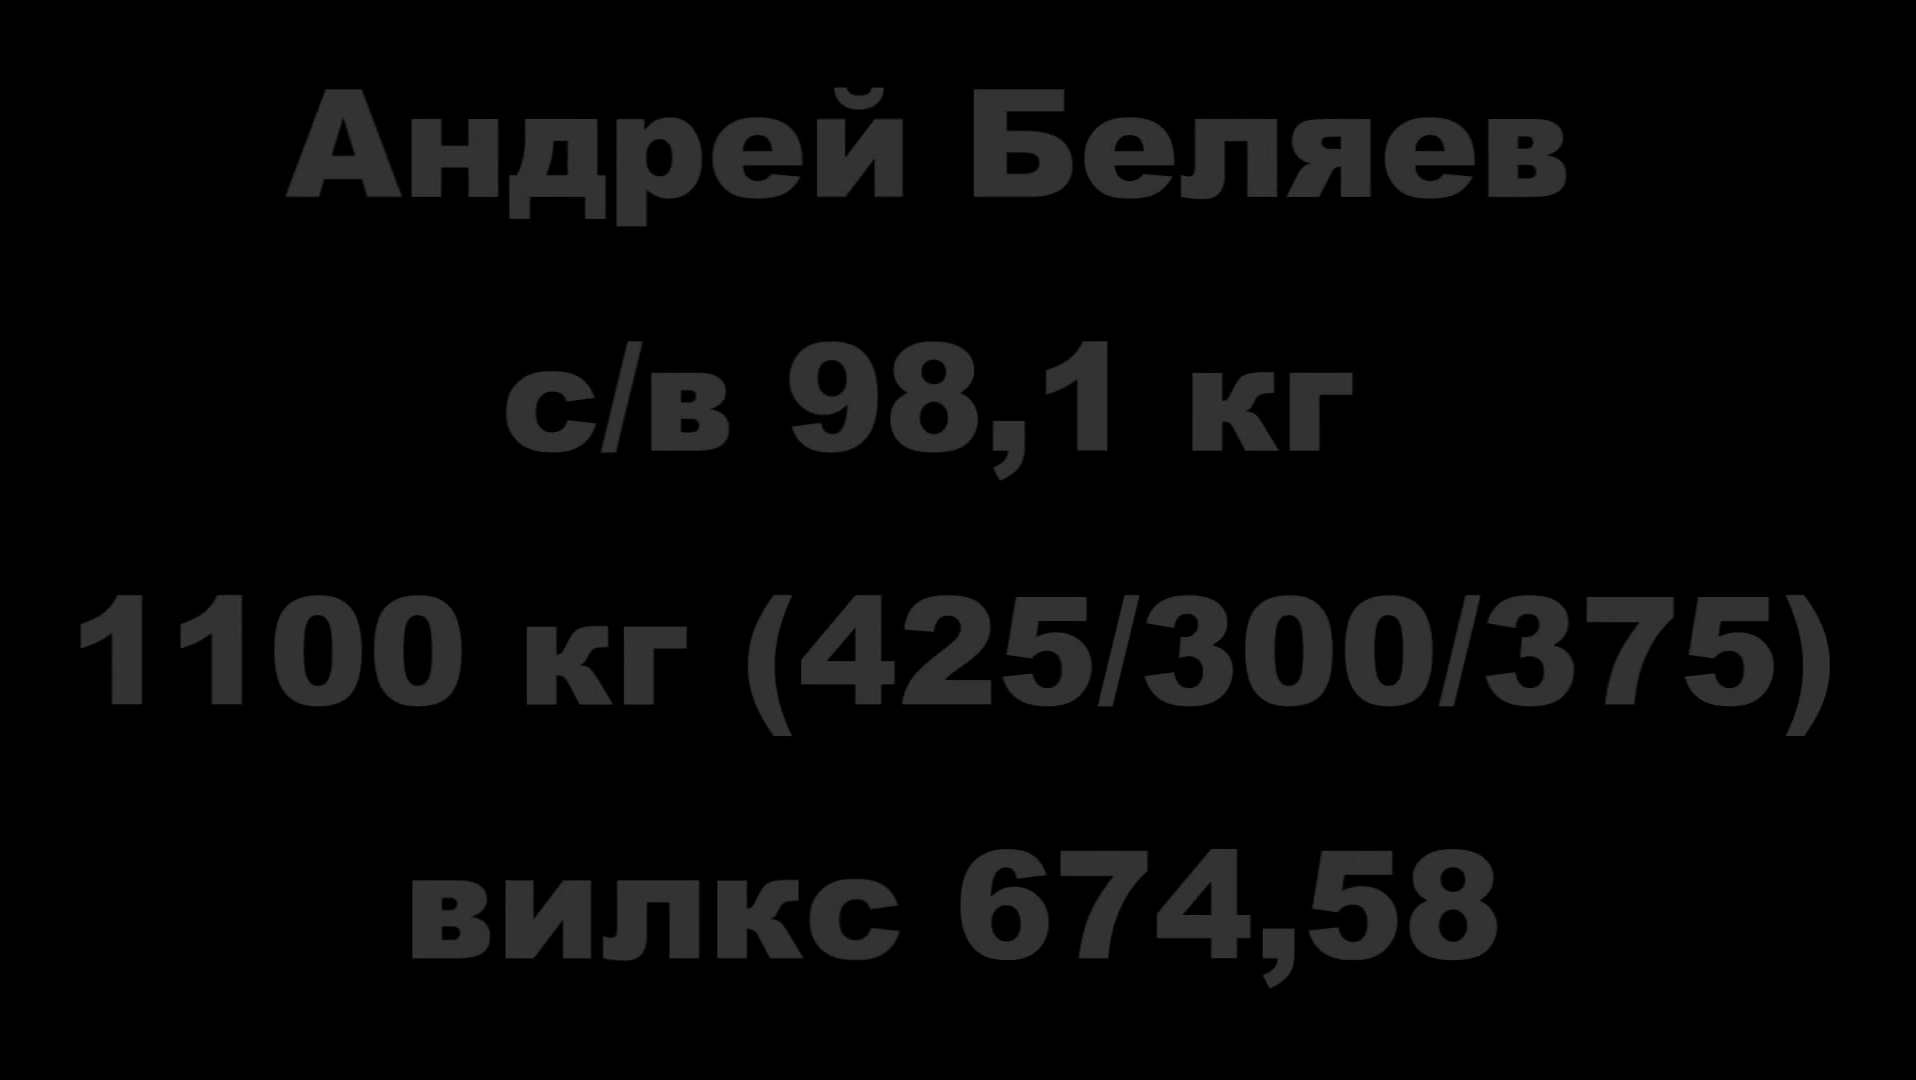 Андрей Беляев
с/в 98,1 кг
1100 кг (425/300/375)
вилкс 674,58